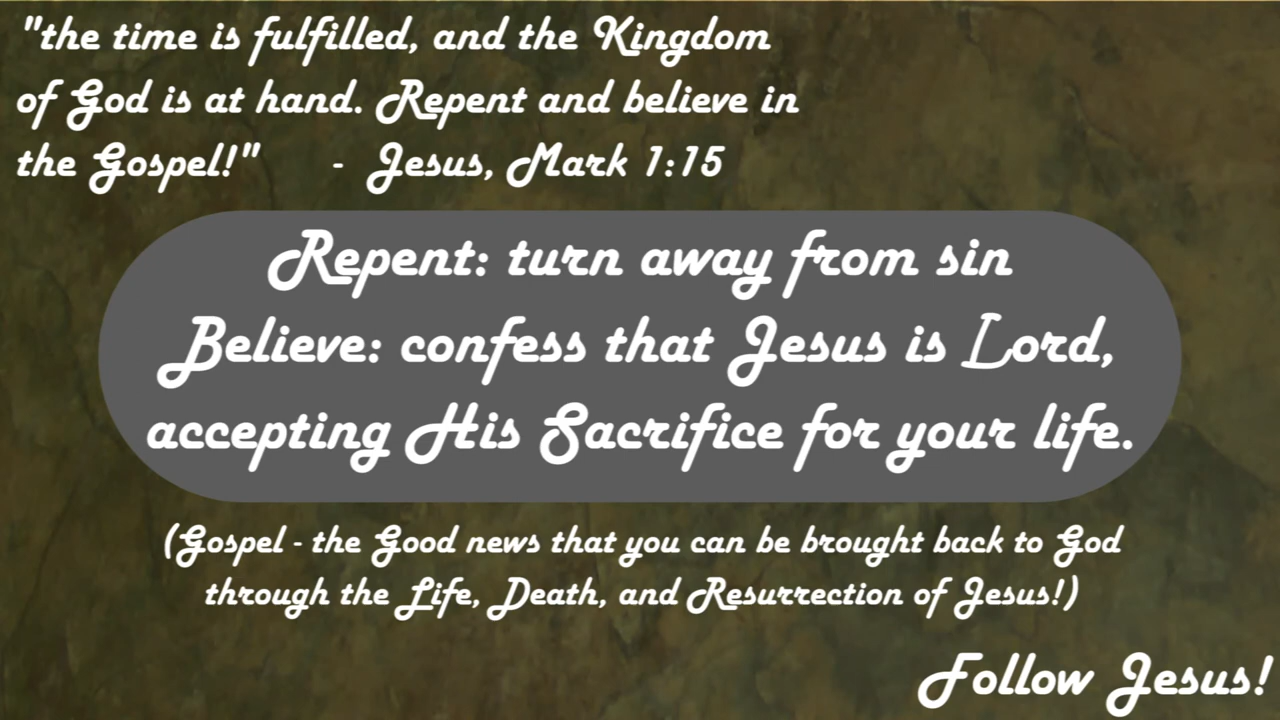 "the time is fulfilled, and the Kingdom
of God is at hand. Repent and believe in
the Gospel!" - Jesus, Mark 1:15
Repent: turn away from sin
Believe: confess that Jesus is Lord,
accepting His Sacrifice for your life.
(Gospel - the Good news that you can be brought back to God
through the Life, Death, and Resurrection of Jesus!)
Follow Jesus!